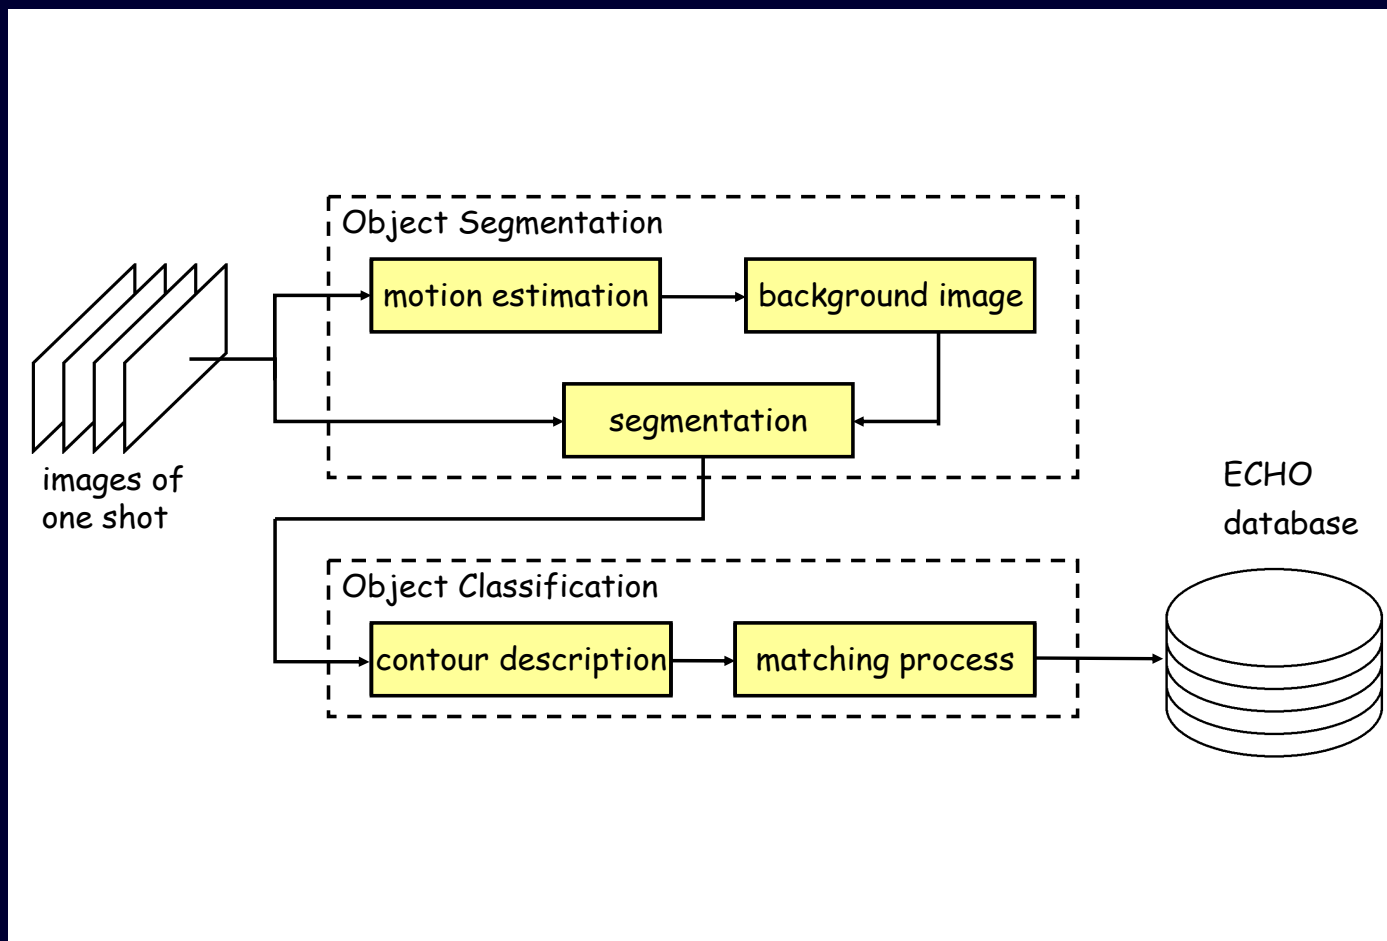 Object Segmentation
motion estimation
background image
segmentation
images of
one shot
ECHO
database
Object Classification
contour description
matching process